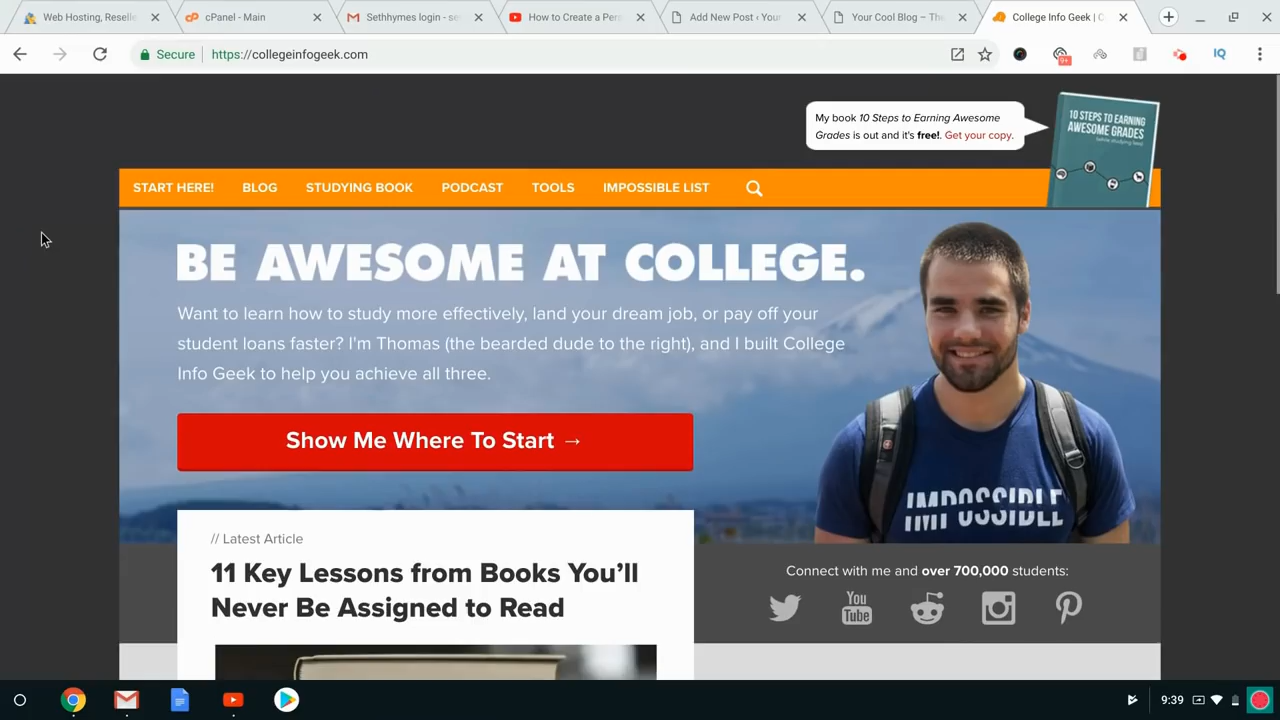 Web Hosting, Reselle
cPanel - Main
Sethhymes login - se
How to Create a Per
Add New Post ‹ Your
Your Cool Blog – The
College Info Geek | C
Secure
https://collegeinfogeek.com
9+
IQ
My book 10 Steps to Earning Awesome
Grades is out and it's free!. Get your copy.
10 STEPS TO EARNING
AWESOME GRADES
START HERE!
BLOG
STUDYING BOOK
PODCAST
TOOLS
IMPOSSIBLE LIST
BE AWESOME AT COLLEGE.
Want to learn how to study more effectively, land your dream job, or pay off your
student loans faster? I'm Thomas (the bearded dude to the right), and I built College
Info Geek to help you achieve all three.
Show Me Where To Start →
IMPOSSIBLE
// Latest Article
11 Key Lessons from Books You’ll
Never Be Assigned to Read
Connect with me and over 700,000 students:
You
Tube
9:39